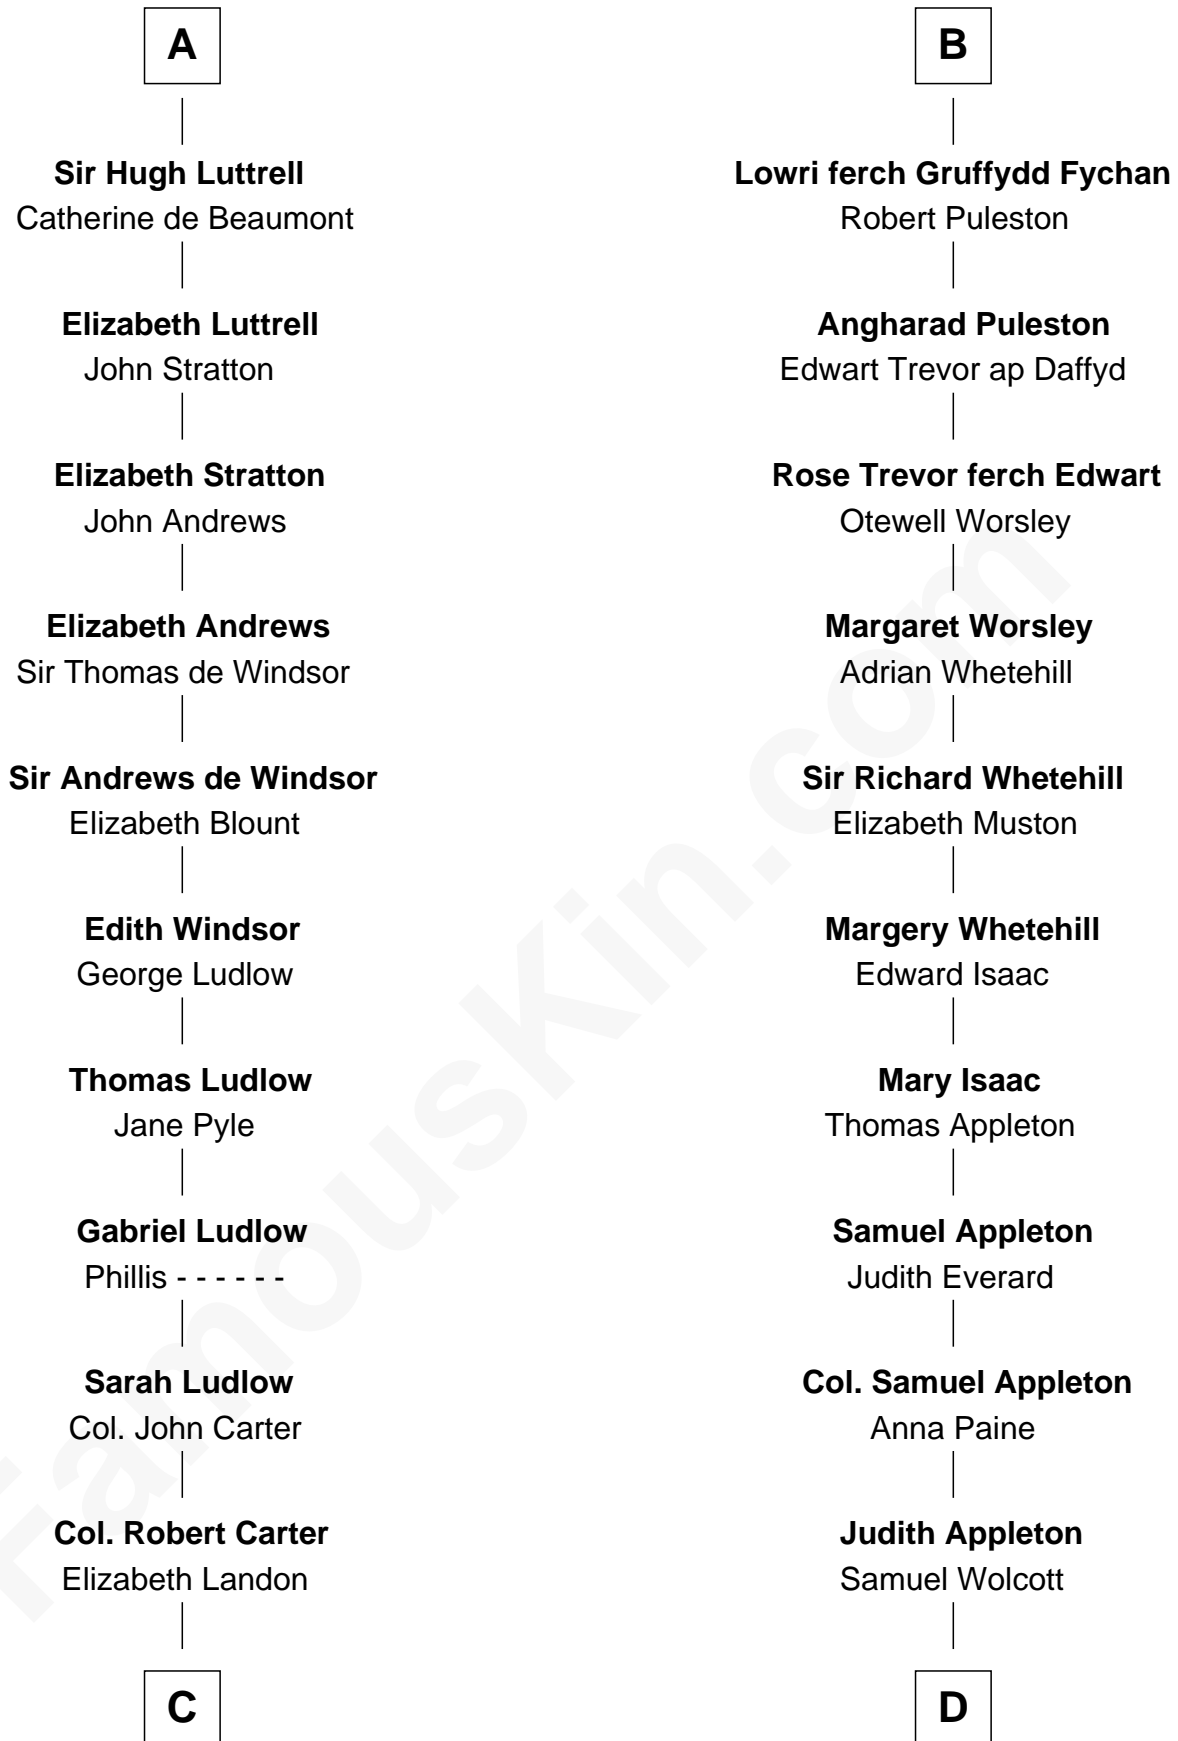 A
Sir Hugh Luttrell
Catherine de Beaumont
Elizabeth Luttrell
John Stratton
Elizabeth Stratton
John Andrews
Elizabeth Andrews
Sir Thomas de Windsor
Sir Andrews de Windsor
Elizabeth Blount
Edith Windsor
George Ludlow
Thomas Ludlow
Jane Pyle
Gabriel Ludlow
Phillis - - - - - -
Sarah Ludlow
Col. John Carter
Col. Robert Carter
Elizabeth Landon
C
B
Lowri ferch Gruffydd Fychan
Robert Puleston
Angharad Puleston
Edwart Trevor ap Daffyd
Rose Trevor ferch Edwart
Otewell Worsley
Margaret Worsley
Adrian Whetehill
Sir Richard Whetehill
Elizabeth Muston
Margery Whetehill
Edward Isaac
Mary Isaac
Thomas Appleton
Samuel Appleton
Judith Everard
Col. Samuel Appleton
Anna Paine
Judith Appleton
Samuel Wolcott
D
FamousKin.com